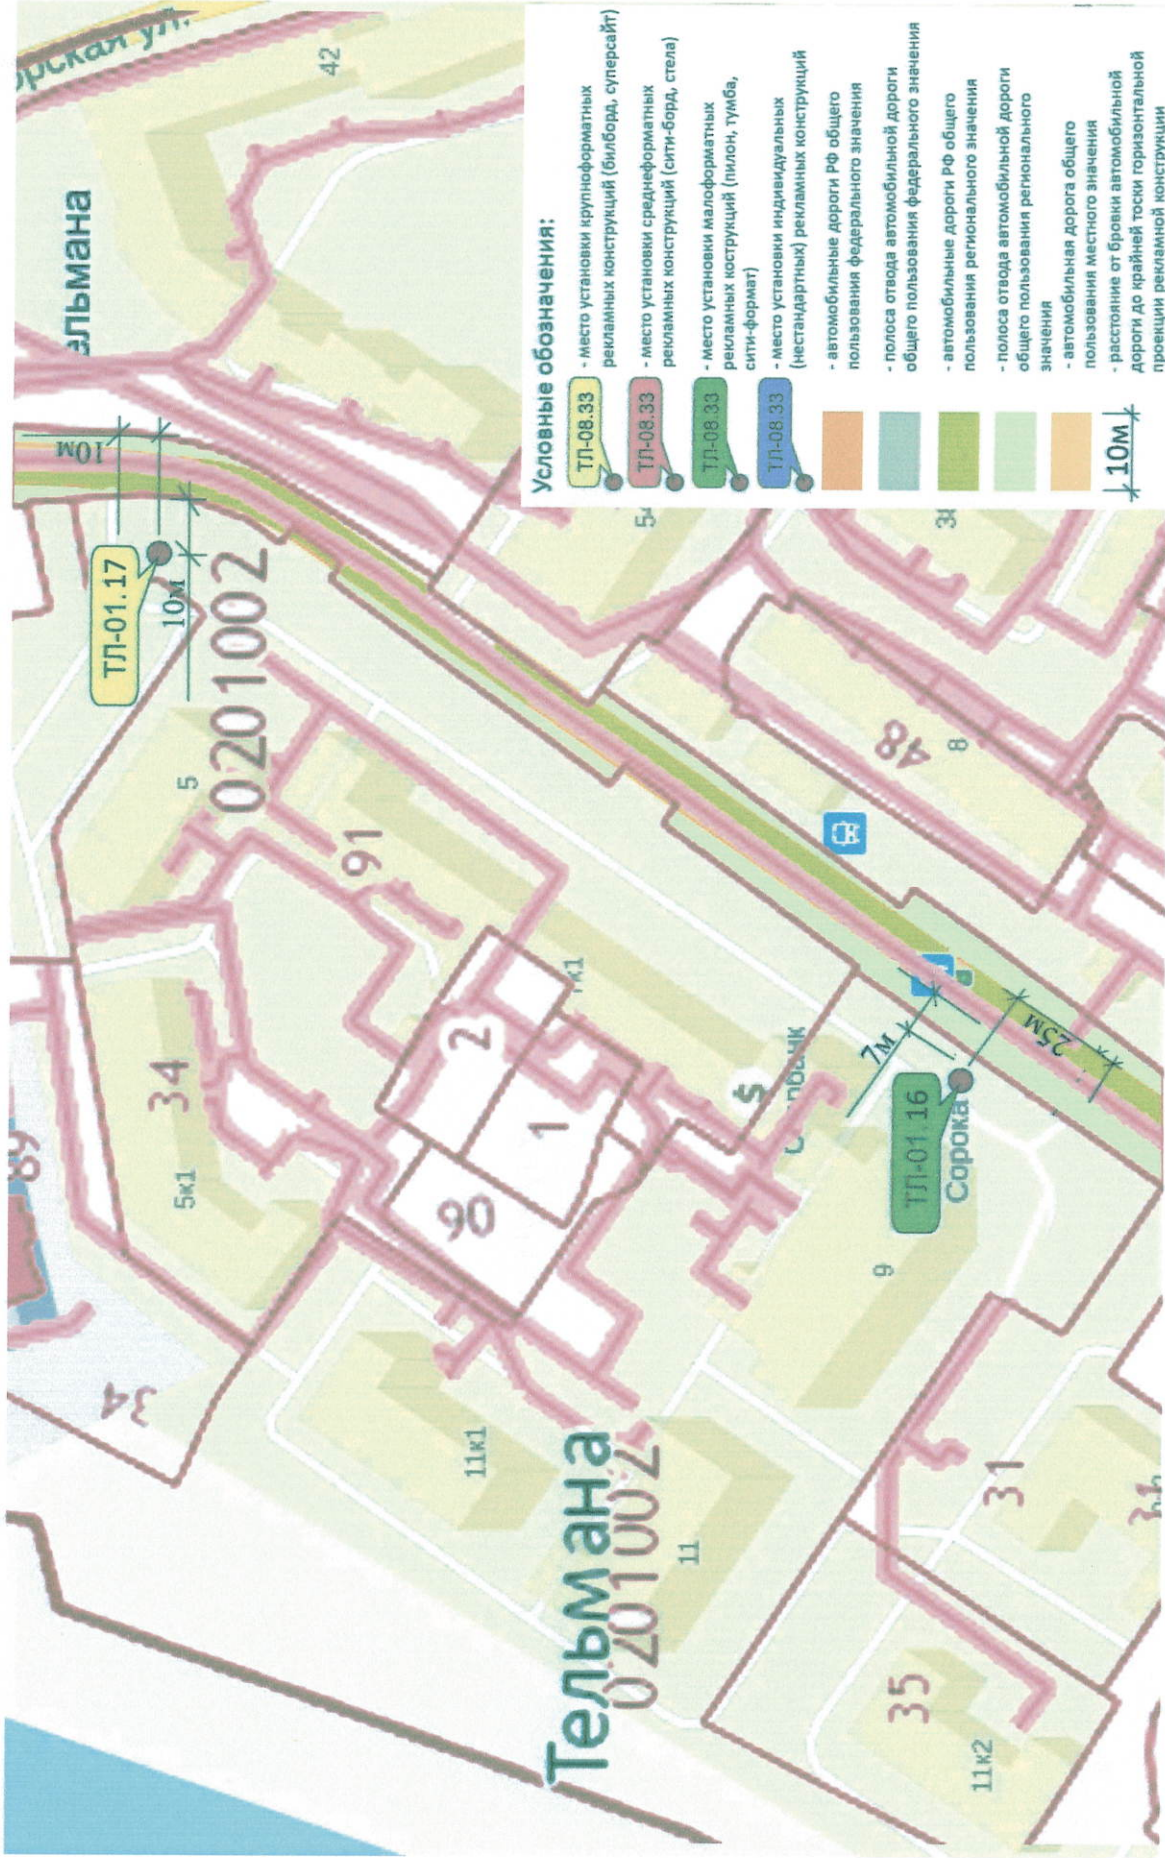 орская ул.
42
ельмана
10м
ТЛ-01.17
10м
0201002
5
91
34
5к1
89
34
2
1
90
48
8
$
7м
25м
ТЛ-01.16
Сорока
9
11к1
Тельмана
0201002
11
31
35
11к2
Условные обозначения:
ТЛ-08.33
- место установки крупноформатных
рекламных конструкций (билборд, суперсайт)
ТЛ-08.33
- место установки среднеформатных
рекламных конструкций (сити-борд, стела)
ТЛ-08.33
- место установки малоформатных
рекламных кострукций (пилон, тумба,
сити-формат)
ТЛ-08.33
- место установки индивидуальных
(нестандартных) рекламных конструкций
- автомобильные дороги РФ общего
пользования федерального значения
- полоса отвода автомобильной дороги
общего пользования федерального значения
- автомобильные дороги РФ общего
пользования регионального значения
- полоса отвода автомобильной дороги
общего пользования регионального
значения
- автомобильная дорога общего
пользования местного значения
10м
- расстояние от бровки автомобильной
дороги до крайней тоски горизонтальной
проекции рекламной конструкции